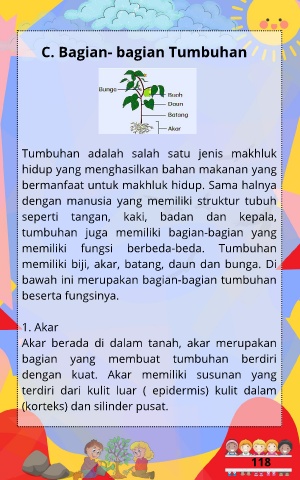 C. Bagian- bagian Tumbuhan
Bunga
Buah
Daun
Batang
Akar
Tumbuhan adalah salah satu jenis makhluk
hidup yang menghasilkan bahan makanan yang
bermanfaat untuk makhluk hidup. Sama halnya
dengan manusia yang memiliki struktur tubuh
seperti tangan, kaki, badan dan kepala,
tumbuhan juga memiliki bagian-bagian yang
memiliki fungsi berbeda-beda. Tumbuhan
memiliki biji, akar, batang, daun dan bunga. Di
bawah ini merupakan bagian-bagian tumbuhan
beserta fungsinya.
1. Akar
Akar berada di dalam tanah, akar merupakan
bagian yang membuat tumbuhan berdiri
dengan kuat. Akar memiliki susunan yang
terdiri dari kulit luar ( epidermis) kulit dalam
(korteks) dan silinder pusat.
118